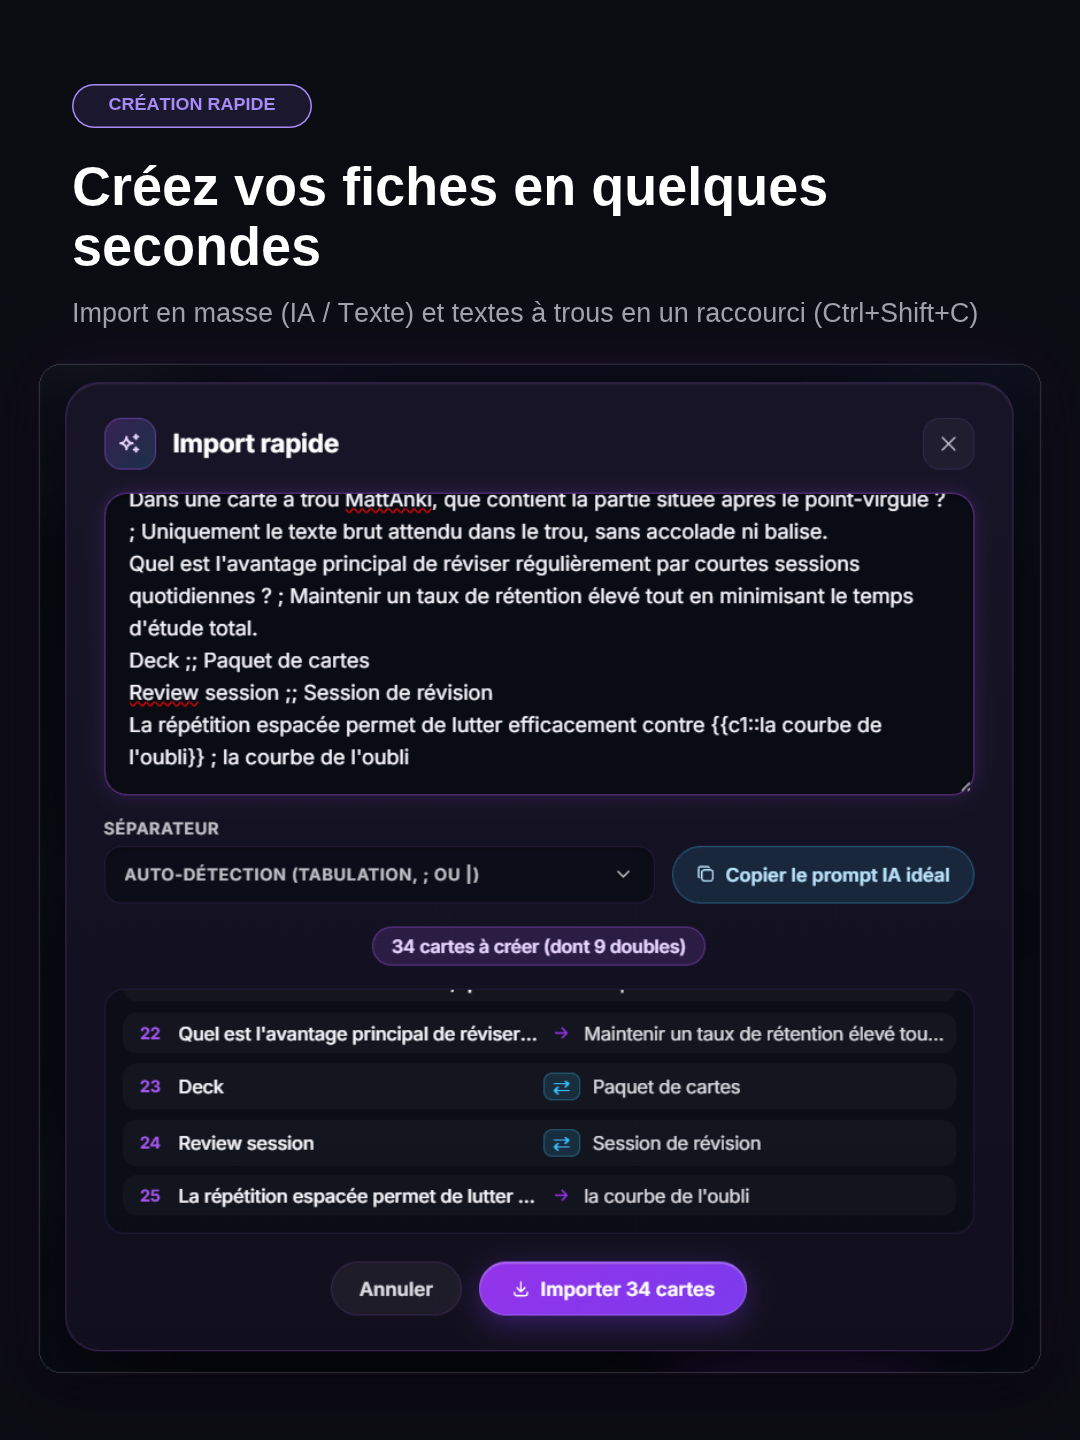 CRÉATION RAPIDE
Créez vos fiches en quelques
secondes
Import en masse (IA / Texte) et textes à trous en un raccourci (Ctrl+Shift+C)
Import rapide
Dans une carte à trou MattAnki, que contient la partie située après le point-virgule ?
; Uniquement le texte brut attendu dans le trou, sans accolade ni balise.
Quel est l'avantage principal de réviser régulièrement par courtes sessions
quotidiennes ? ; Maintenir un taux de rétention élevé tout en minimisant le temps
d'étude total.
Deck ;; Paquet de cartes
Review session ;; Session de révision
La répétition espacée permet de lutter efficacement contre {{c1::la courbe de
l'oubli}} ; la courbe de l'oubli
SÉPARATEUR
AUTO-DÉTECTION (TABULATION, ; OU |)
Copier le prompt IA idéal
34 cartes à créer (dont 9 doubles)
22 Quel est l'avantage principal de réviser... → Maintenir un taux de rétention élevé tou...
23 Deck ⇄ Paquet de cartes
24 Review session ⇄ Session de révision
25 La répétition espacée permet de lutter ... → la courbe de l'oubli
Annuler
Importer 34 cartes